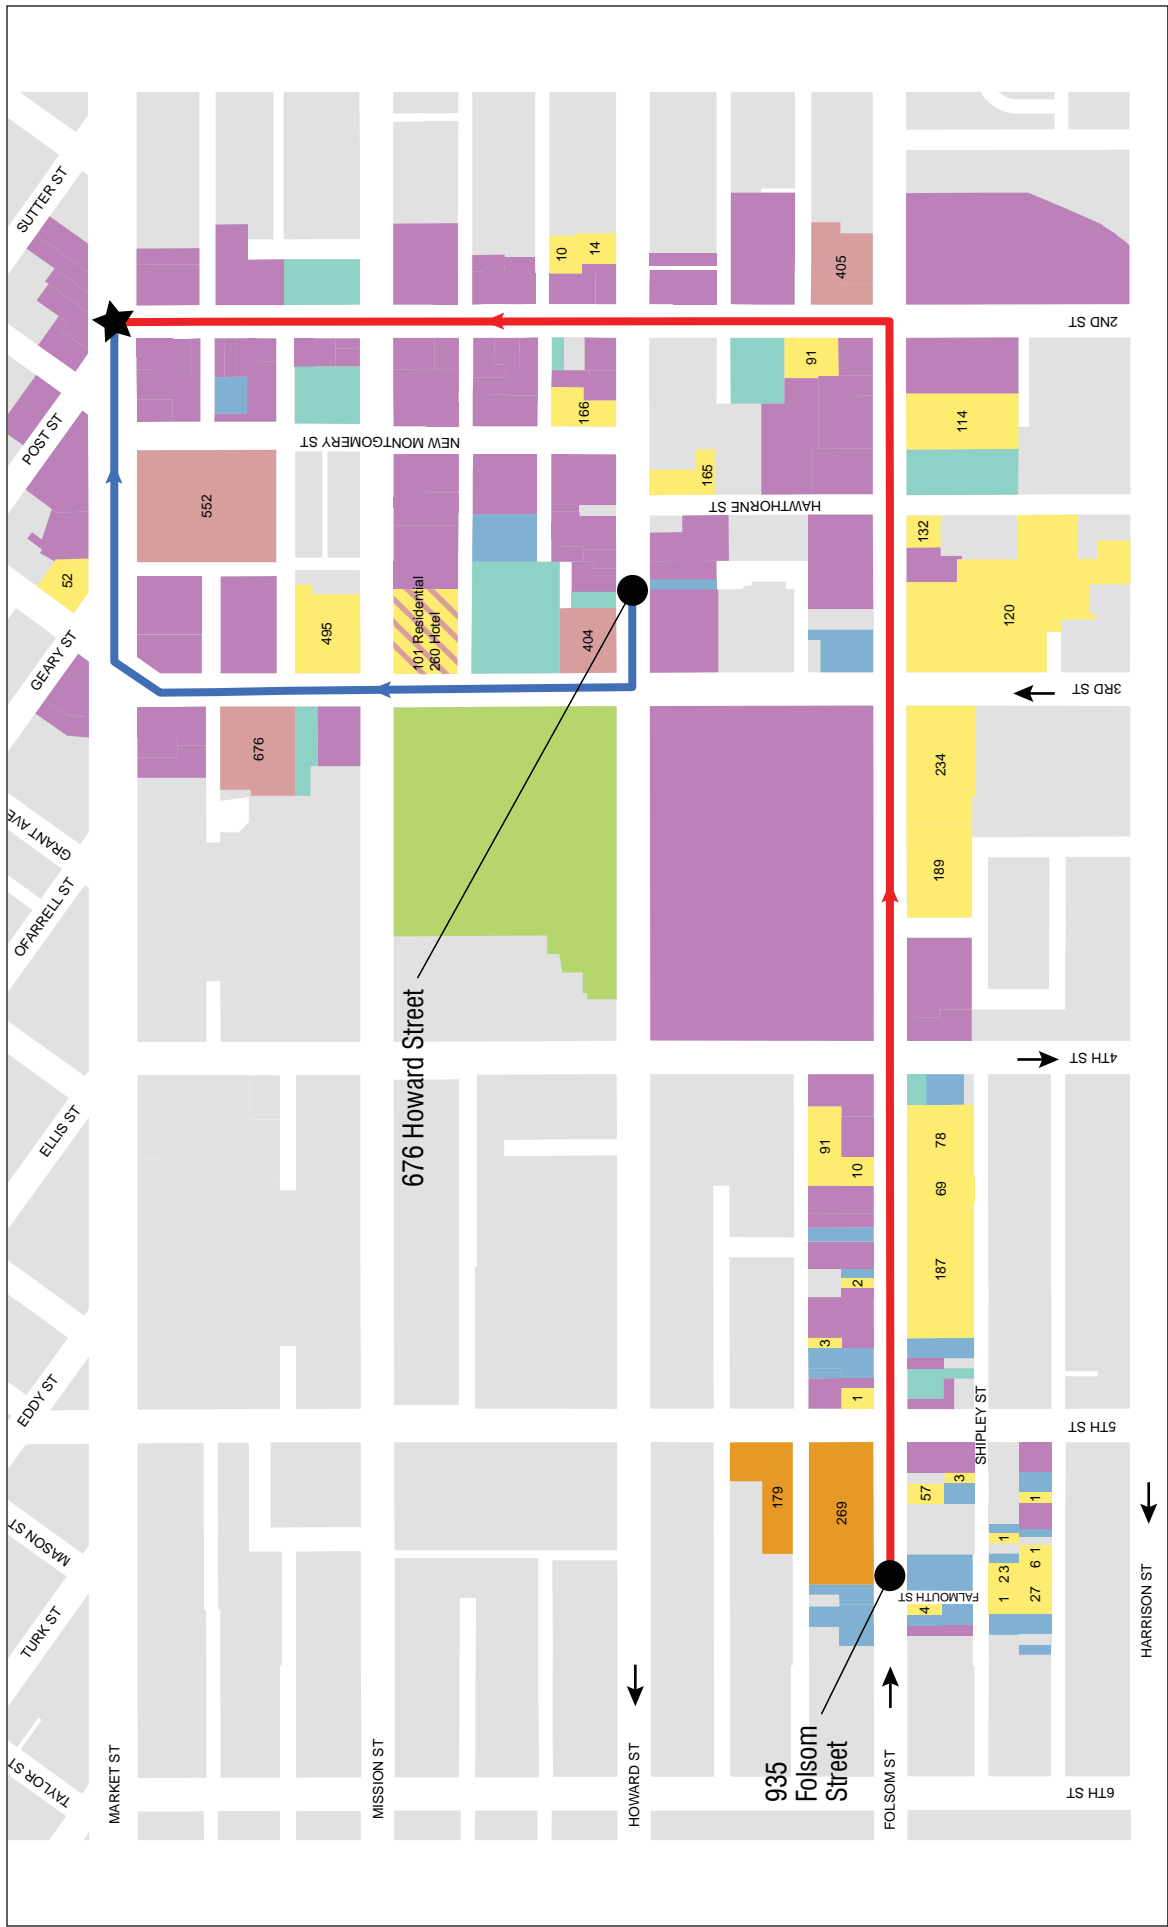 SUTTER ST
POST ST
GEARY ST
GRANT AVE
OFARRELL ST
ELLIS ST
EDDY ST
MASON ST
TURK ST
TAYLOR ST
MARKET ST
MISSION ST
HOWARD ST
FOLSOM ST
HARRISON ST
2ND ST
NEW MONTGOMERY ST
HAWTHORNE ST
3RD ST
4TH ST
5TH ST
SHIPLEY ST
FALMOUTH ST
6TH ST
676 Howard Street
935
Folsom
Street
10
14
405
91
166
114
165
552
52
132
495
101 Residential
260 Hotel
404
120
676
234
189
91
10
78
69
187
2
3
1
179
269
57
3
1
1
23
1
6
1
27
4